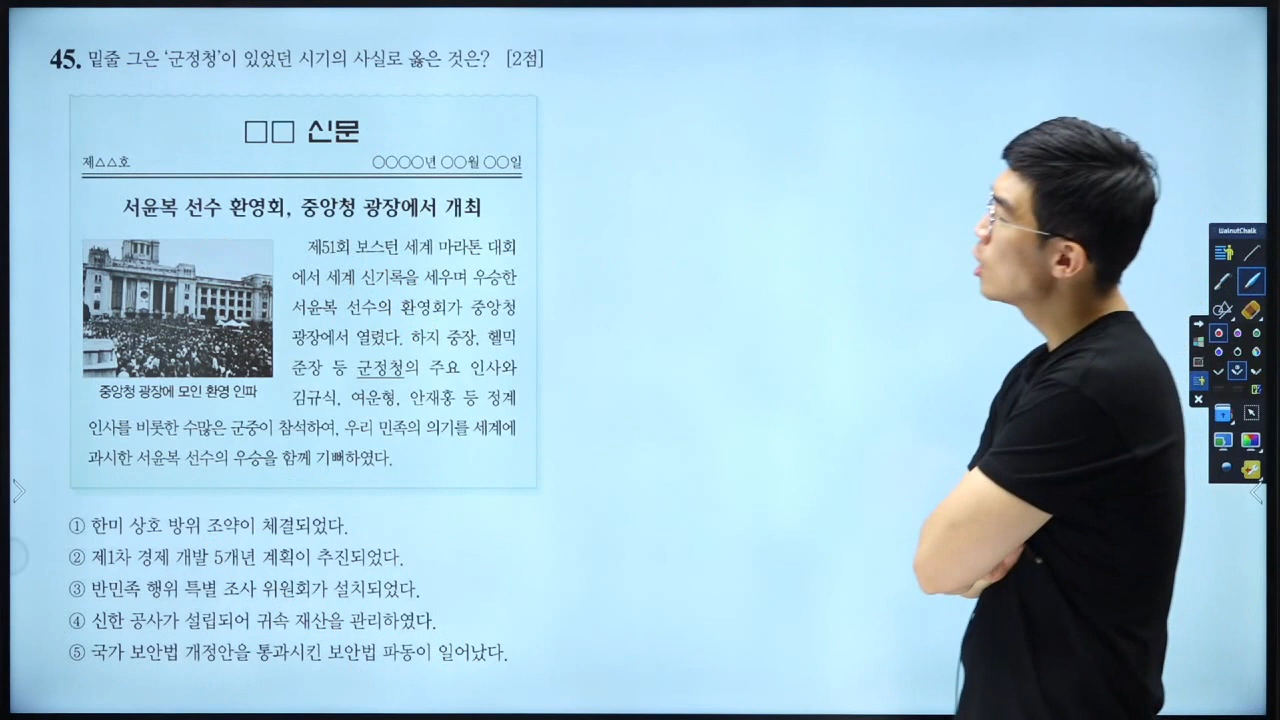 45. 밑줄 그은 '군정청'이 있었던 시기의 사실로 옳은 것은? [2점]
□□ 신문
제△△호 ○○○○년 ○○월 ○○일
서윤복 선수 환영회, 중앙청 광장에서 개최
제51회 보스턴 세계 마라톤 대회
에서 세계 신기록을 세우며 우승한
서윤복 선수의 환영회가 중앙청
광장에서 열렸다. 하지 중장, 헬믹
준장 등 군정청의 주요 인사와
김규식, 여운형, 안재홍 등 정계
인사를 비롯한 수많은 군중이 참석하여, 우리 민족의 의기를 세계에
과시한 서윤복 선수의 우승을 함께 기뻐하였다.
중앙청 광장에 모인 환영 인파
① 한미 상호 방위 조약이 체결되었다.
② 제1차 경제 개발 5개년 계획이 추진되었다.
③ 반민족 행위 특별 조사 위원회가 설치되었다.
④ 신한 공사가 설립되어 귀속 재산을 관리하였다.
⑤ 국가 보안법 개정안을 통과시킨 보안법 파동이 일어났다.
WalnutChalk